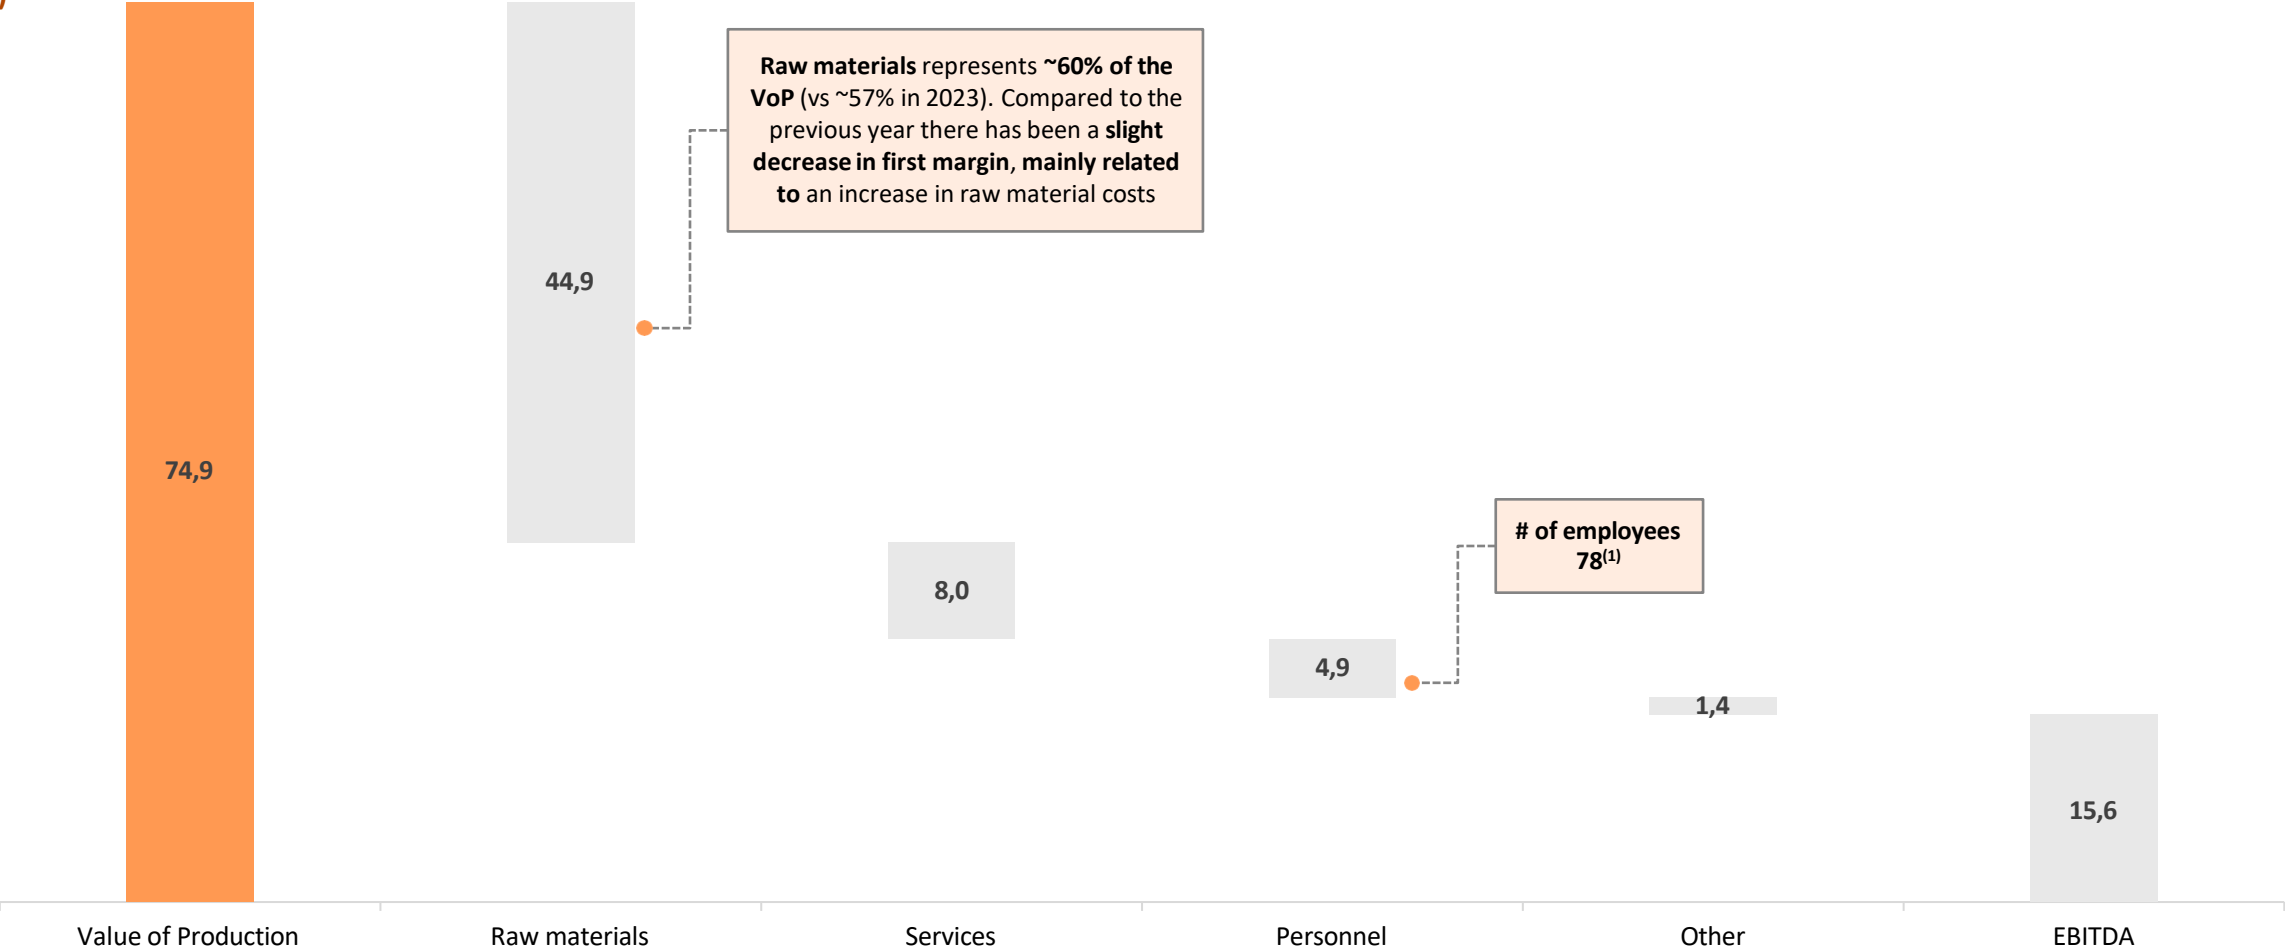 Raw materials represents ~60% of the
VoP (vs ~57% in 2023). Compared to the
previous year there has been a slight
decrease in first margin, mainly related
to an increase in raw material costs
44,9
74,9
# of employees
78(1)
8,0
4,9
1,4
15,6
Value of Production
Raw materials
Services
Personnel
Other
EBITDA